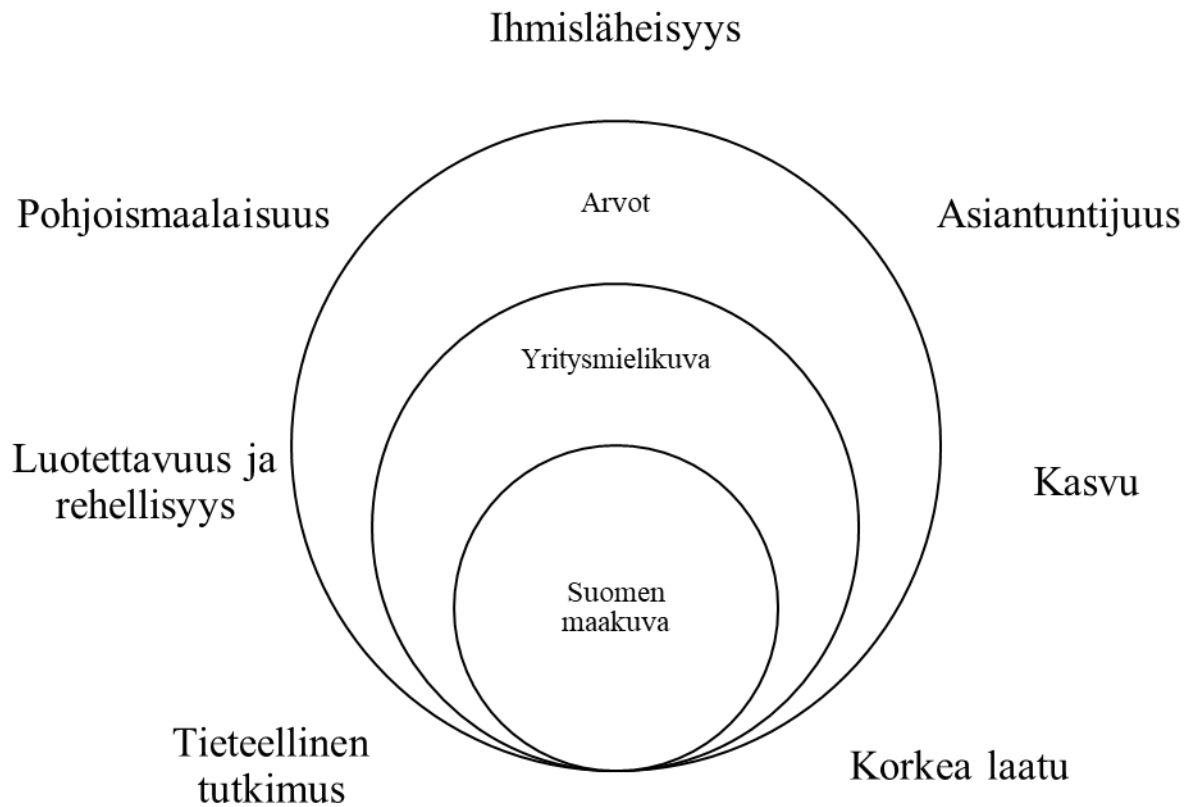 Ihmisläheisyys
Arvot
Pohjoismaalaisuus
Asiantuntijuus
Yritysmielikuva
Luotettavuus ja
rehellisyys
Kasvu
Suomen
maakuva
Tieteellinen
tutkimus
Korkea laatu